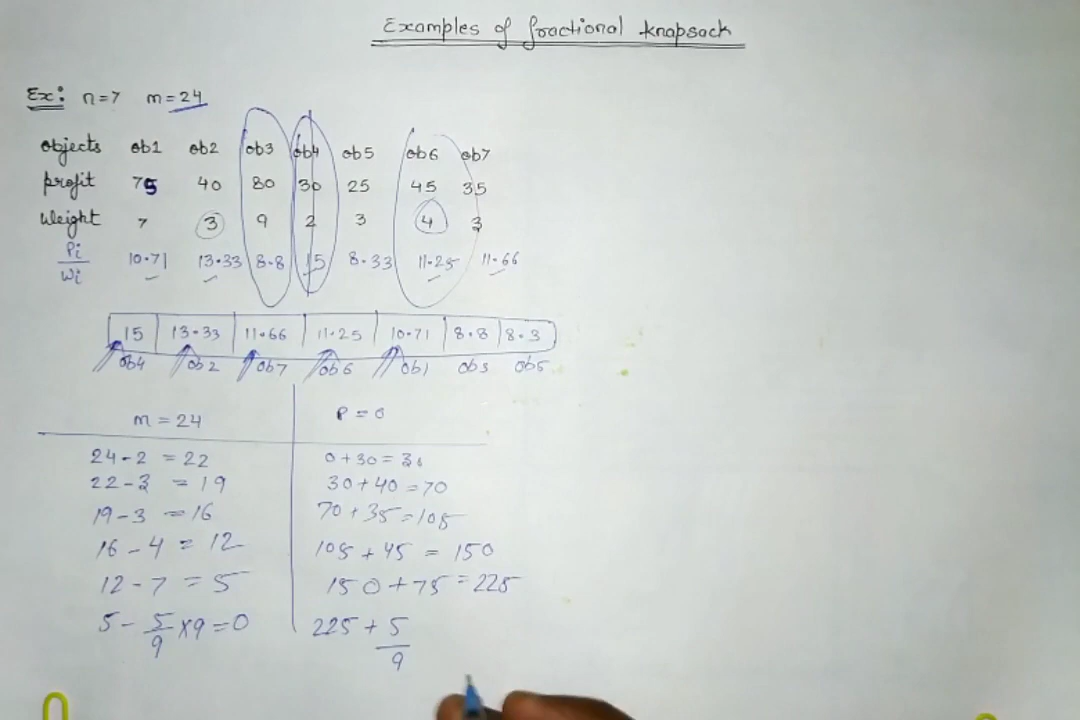 Examples of fractional knapsack
Ex: n=7 m=24
objects ob1 ob2 ob3 ob4 ob5 ob6 ob7
profit 75 40 80 30 25 45 35
Weight 7 3 9 2 3 4 3
Pi/Wi 10.71 13.33 8.8 15 8.33 11.25 11.66
15 13.33 11.66 11.25 10.71 8.8 8.3
ob4 ob2 ob7 ob6 ob1 ob3 ob5
m = 24 P = 0
24-2 = 22 0+30=30
22-3 = 19 30+40=70
19-3 = 16 70+35=105
16-4 = 12 105+45 = 150
12-7 = 5 150+75=225
5-5/9×9=0 225+5/9